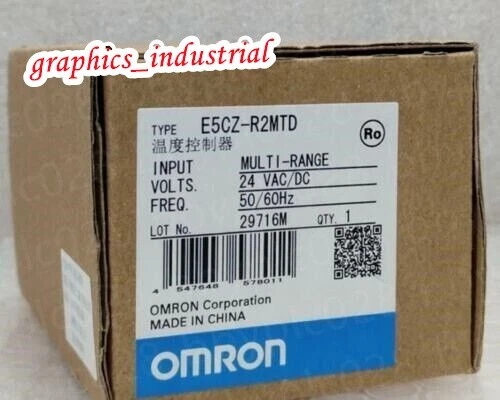 graphics_industrial
TYPE E5CZ-R2MTD
温度控制器
Ro
INPUT MULTI-RANGE
VOLTS. 24 VAC/DC
FREQ. 50/60Hz
LOT No. 29716M QTY. 1
4 547648 578011
OMRON Corporation
MADE IN CHINA
OMRON